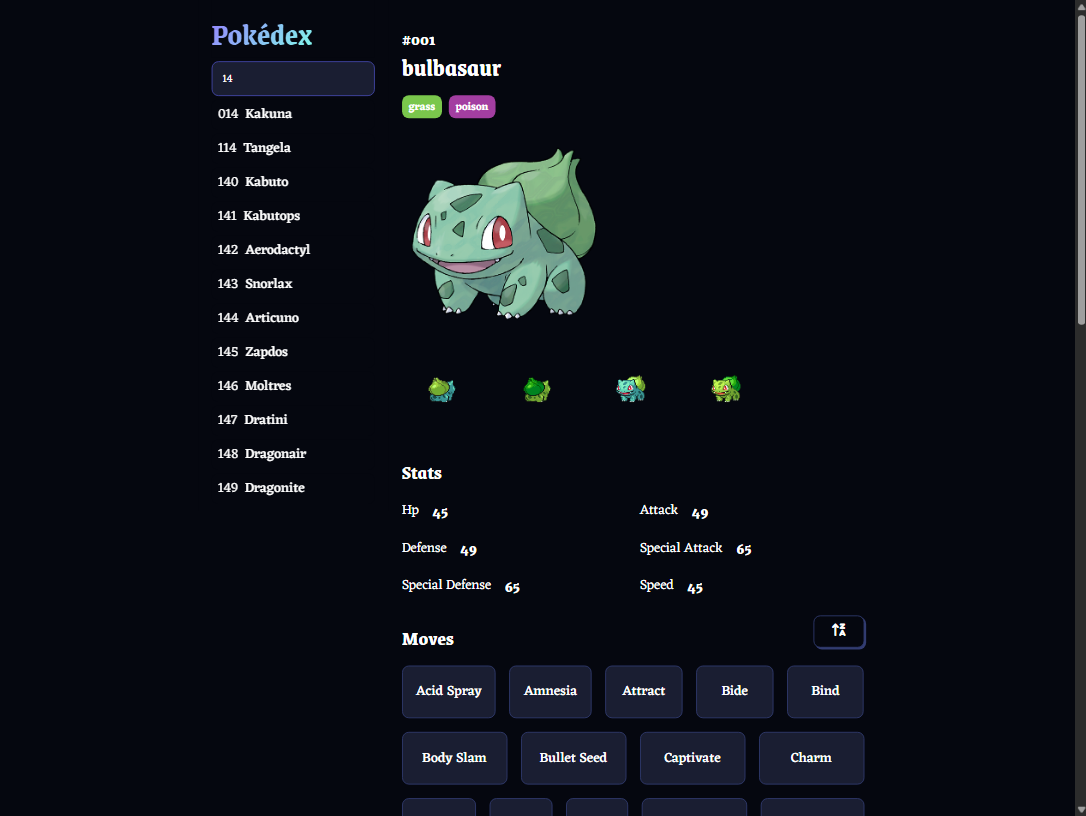 Pokédex
14
014 Kakuna
114 Tangela
140 Kabuto
141 Kabutops
142 Aerodactyl
143 Snorlax
144 Articuno
145 Zapdos
146 Moltres
147 Dratini
148 Dragonair
149 Dragonite
#001
bulbasaur
grass poison
Stats
Hp 45 Attack 49
Defense 49 Special Attack 65
Special Defense 65 Speed 45
Moves
Acid Spray Amnesia Attract Bide Bind
Body Slam Bullet Seed Captivate Charm